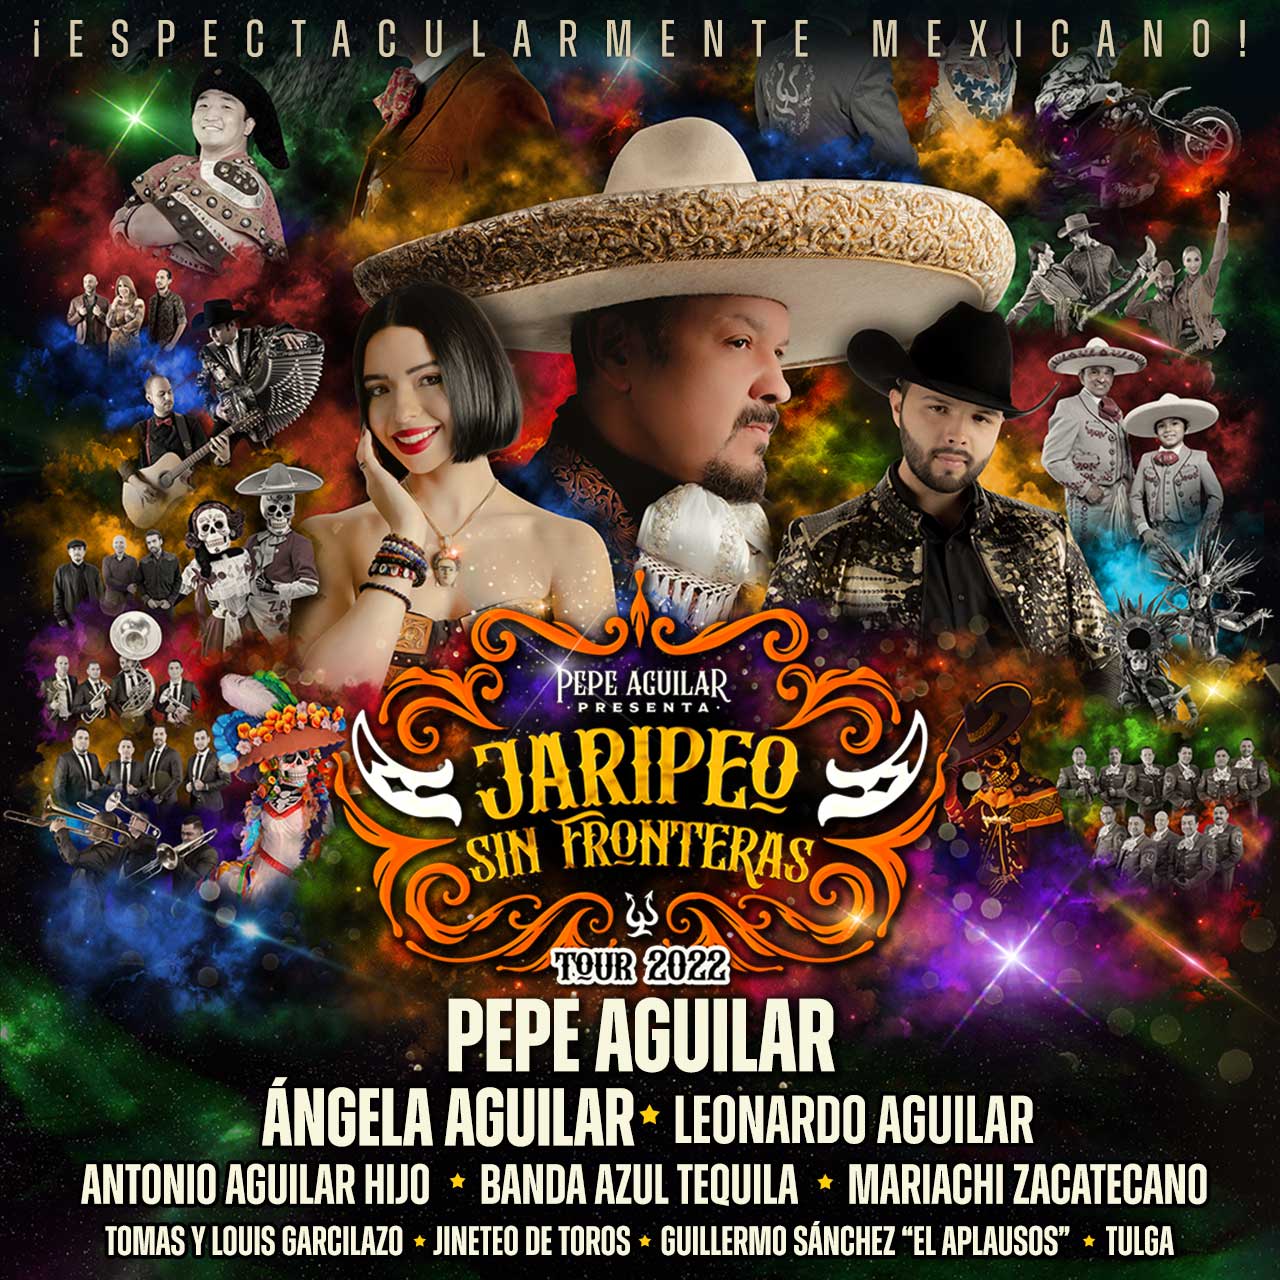 ¡ESPECTACULARMENTE MEXICANO!
PEPE AGUILAR
·PRESENTA·
JARIPEO
SIN FRONTERAS
TOUR 2022
PEPE AGUILAR
ÁNGELA AGUILAR ★ LEONARDO AGUILAR
ANTONIO AGUILAR HIJO ★ BANDA AZUL TEQUILA ★ MARIACHI ZACATECANO
TOMAS Y LOUIS GARCILAZO ★ JINETEO DE TOROS ★ GUILLERMO SÁNCHEZ “EL APLAUSOS” ★ TULGA